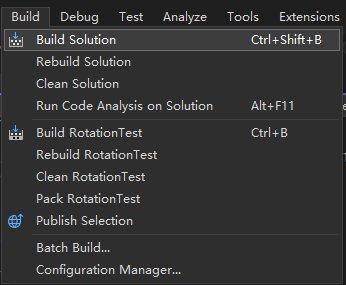 Build Debug Test Analyze Tools Extensions
Build Solution Ctrl+Shift+B
Rebuild Solution
Clean Solution
Run Code Analysis on Solution Alt+F11
Build RotationTest Ctrl+B
Rebuild RotationTest
Clean RotationTest
Pack RotationTest
Publish Selection
Batch Build...
Configuration Manager...